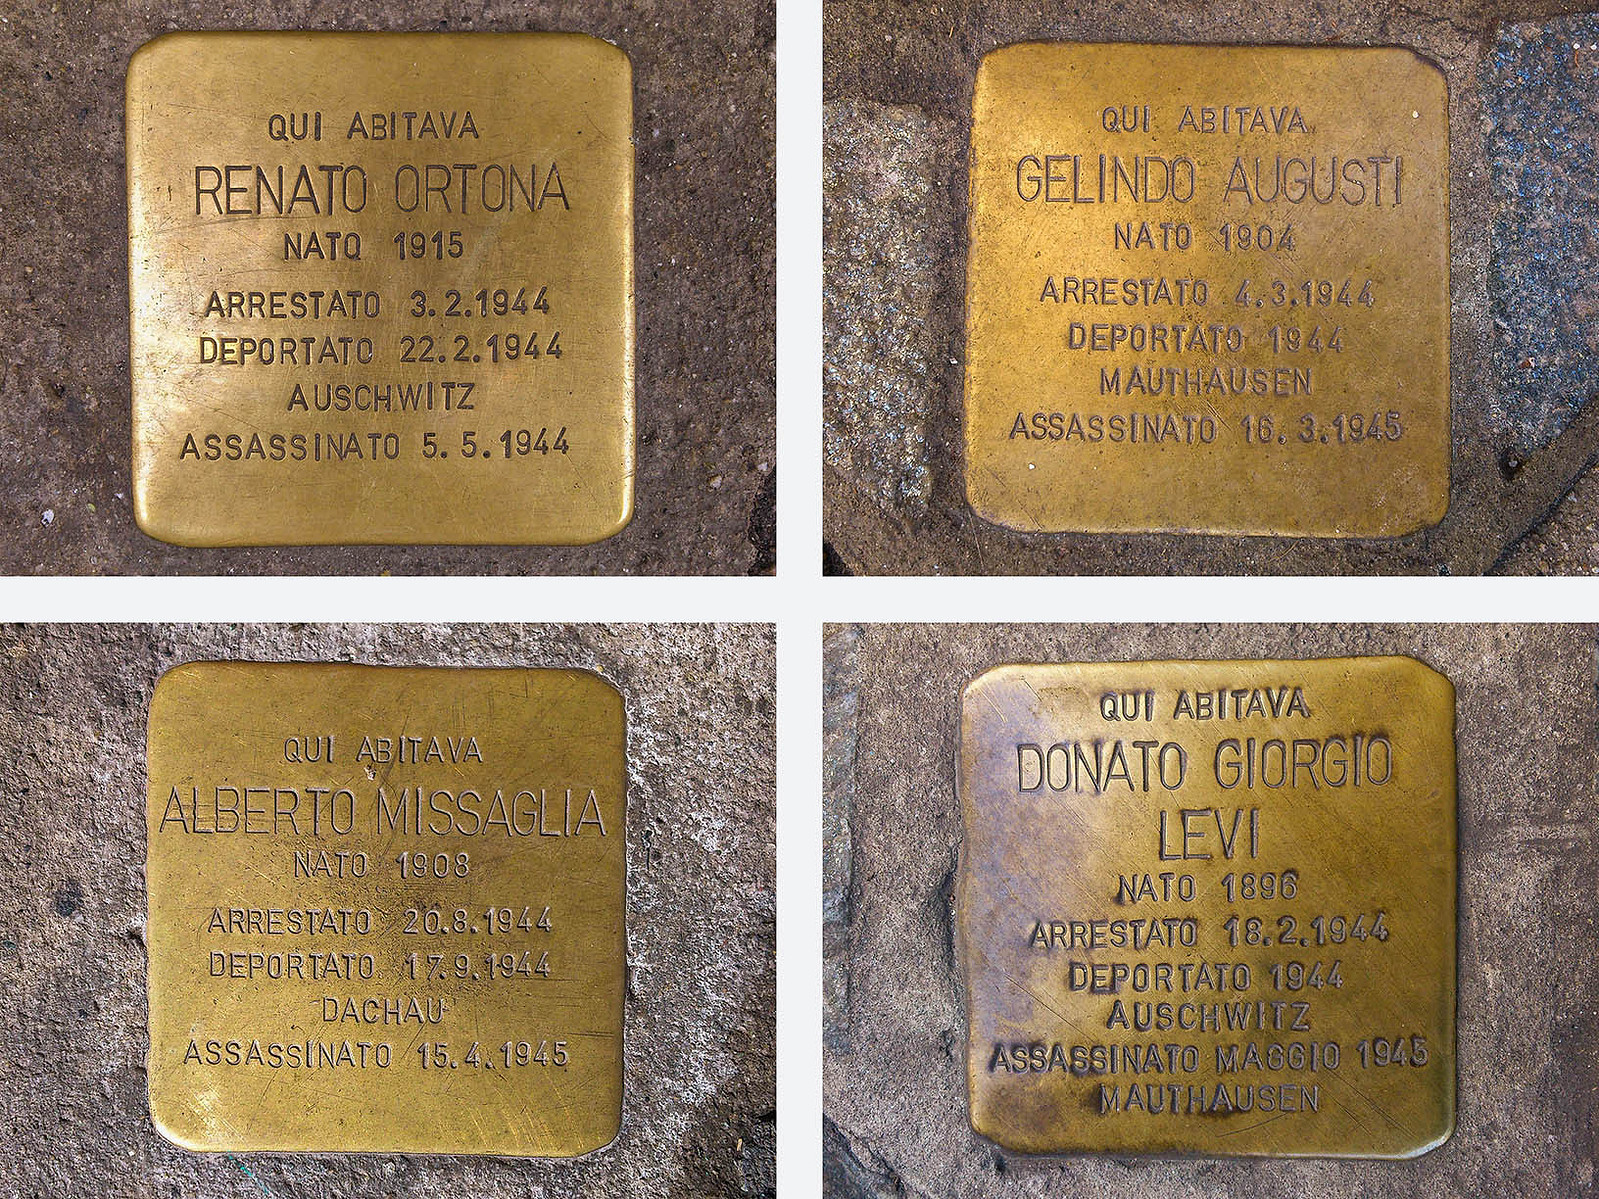 QUI ABITAVA
RENATO ORTONA
NATO 1915
ARRESTATO 3.2.1944
DEPORTATO 22.2.1944
AUSCHWITZ
ASSASSINATO 5.5.1944
QUI ABITAVA
GELINDO AUGUSTI
NATO 1904
ARRESTATO 4.3.1944
DEPORTATO 1944
MAUTHAUSEN
ASSASSINATO 16.3.1945
QUI ABITAVA
ALBERTO MISSAGLIA
NATO 1908
ARRESTATO 20.8.1944
DEPORTATO 17.9.1944
DACHAU
ASSASSINATO 15.4.1945
QUI ABITAVA
DONATO GIORGIO
LEVI
NATO 1896
ARRESTATO 18.2.1944
DEPORTATO 1944
AUSCHWITZ
ASSASSINATO MAGGIO 1945
MAUTHAUSEN